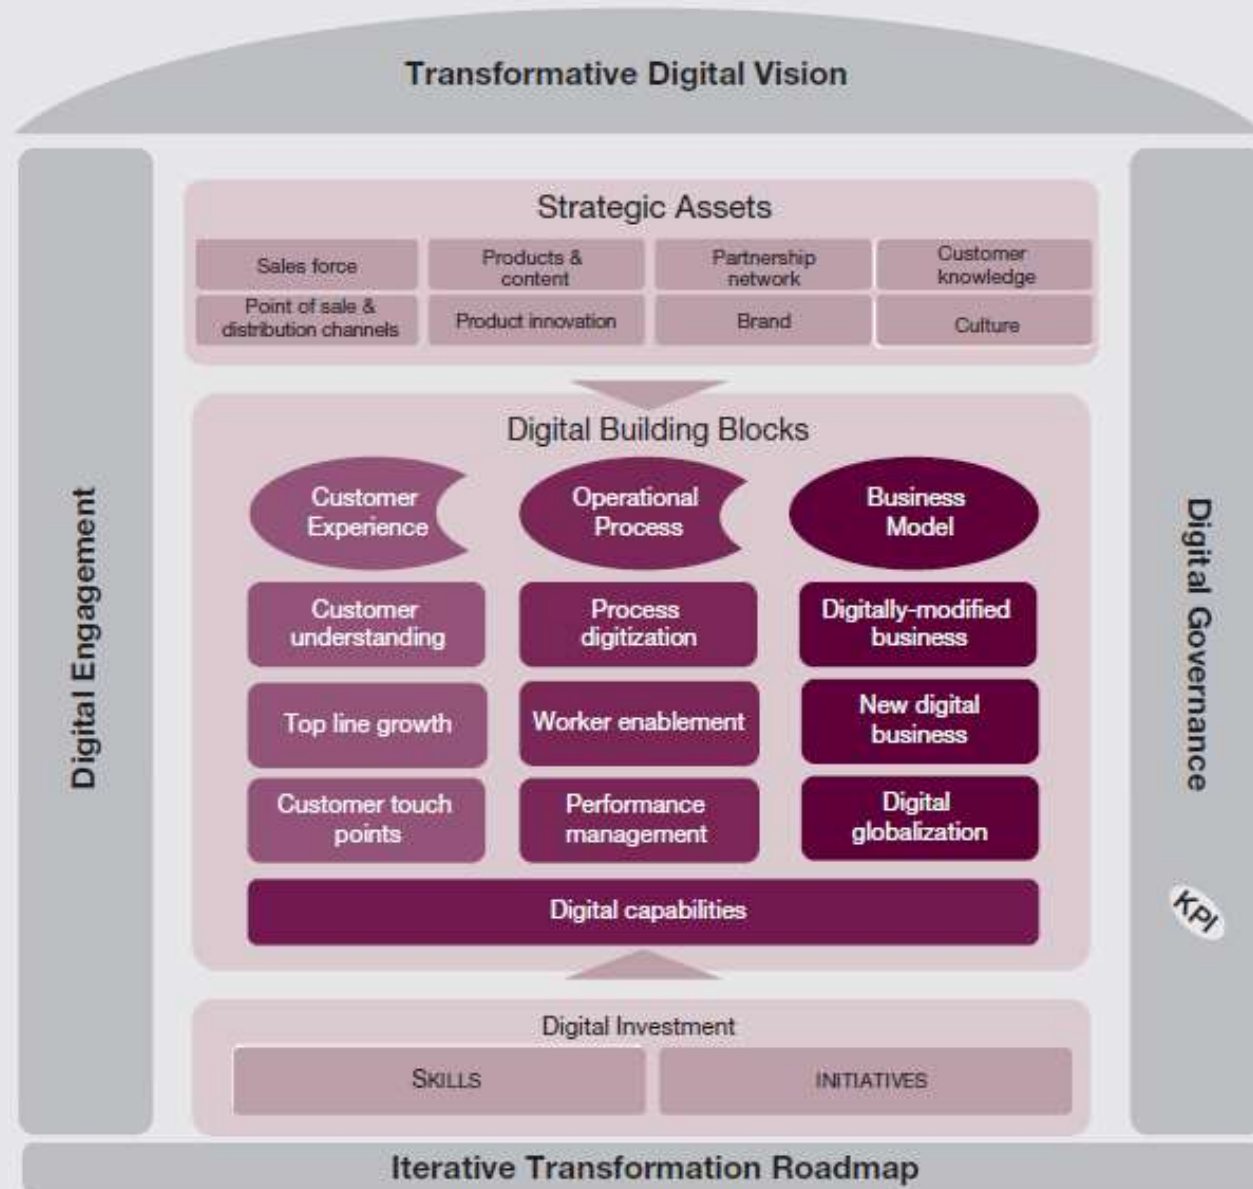 Transformative Digital Vision
Digital Engagement
Strategic Assets
Sales force
Products &
content
Partnership
network
Customer
knowledge
Point of sale &
distribution channels
Product innovation
Brand
Culture
Digital Building Blocks
Customer
Experience
Operational
Process
Business
Model
Customer
understanding
Process
digitization
Digitally-modified
business
Top line growth
Worker enablement
New digital
business
Customer touch
points
Performance
management
Digital
globalization
Digital capabilities
Digital Investment
SKILLS
INITIATIVES
Digital Governance
KPI
Iterative Transformation Roadmap